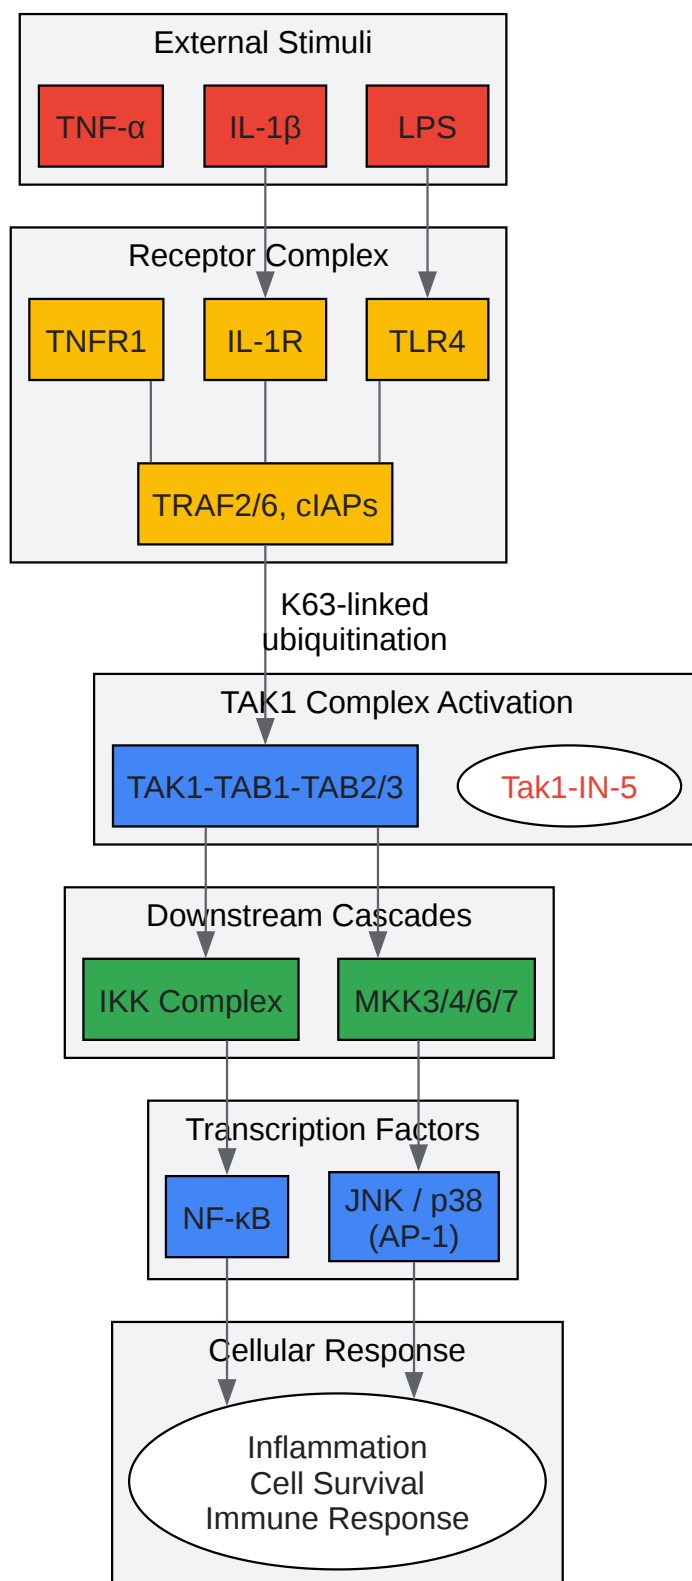 External Stimuli
TNF-α
IL-1β
LPS
Receptor Complex
TNFR1
IL-1R
TLR4
TRAF2/6, cIAPs
K63-linked
ubiquitination
TAK1 Complex Activation
TAK1-TAB1-TAB2/3
Tak1-IN-5
Downstream Cascades
IKK Complex
MKK3/4/6/7
Transcription Factors
NF-κB
JNK / p38
(AP-1)
Cellular Response
Inflammation
Cell Survival
Immune Response